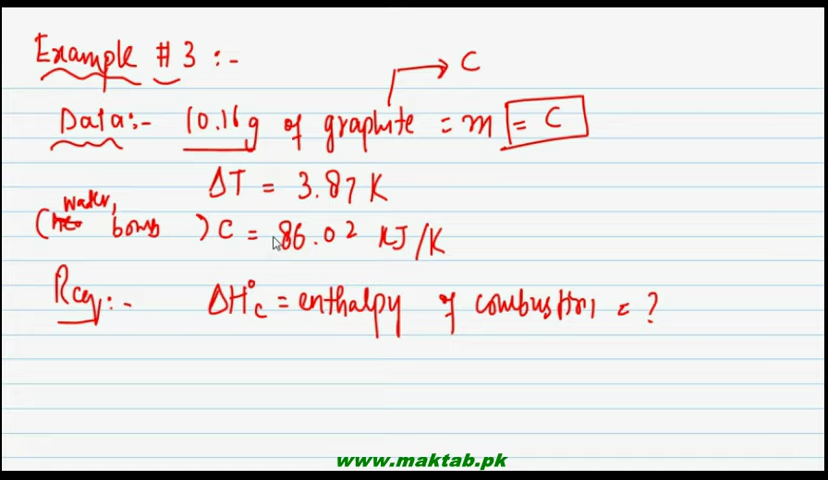 Example # 3 :-
C
Data:- 10.16g of graphite = m = C
ΔT = 3.87 K
water,
( bomb ) C = 86.02 KJ/K
Req:- ΔH°c = enthalpy of combustion = ?
www.maktab.pk